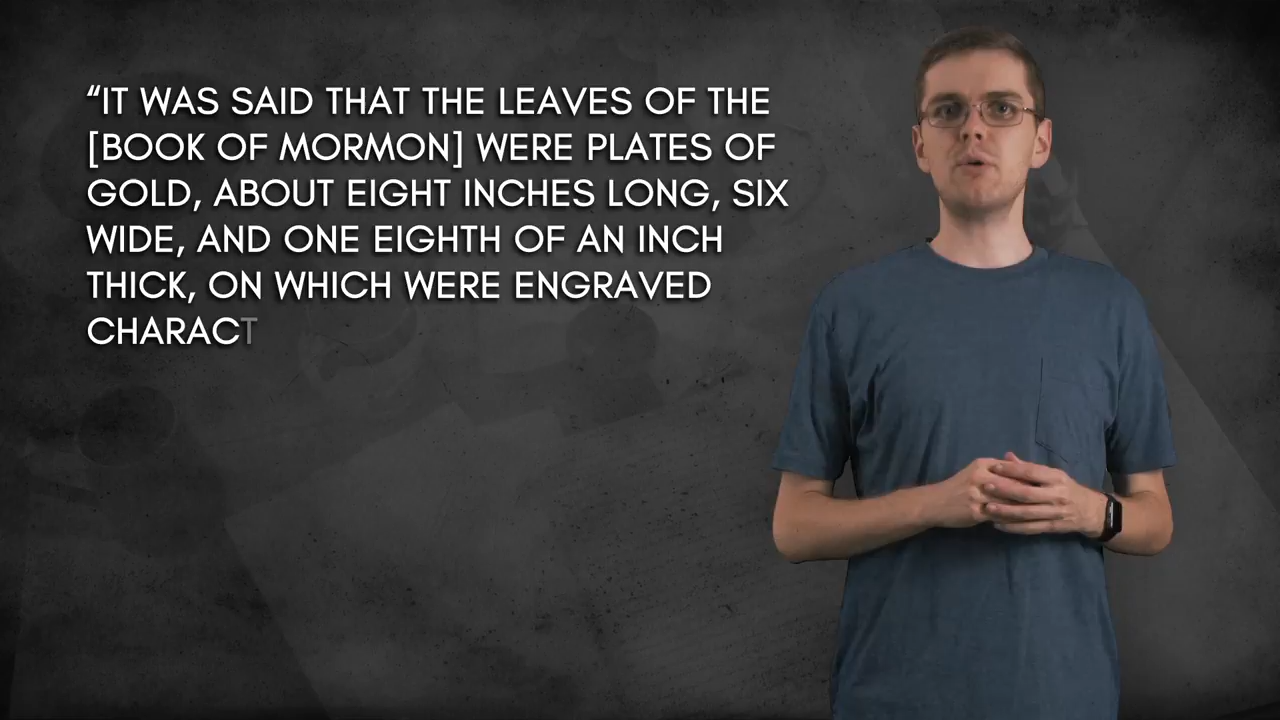 “IT WAS SAID THAT THE LEAVES OF THE
[BOOK OF MORMON] WERE PLATES OF
GOLD, ABOUT EIGHT INCHES LONG, SIX
WIDE, AND ONE EIGHTH OF AN INCH
THICK, ON WHICH WERE ENGRAVED
CHARACT